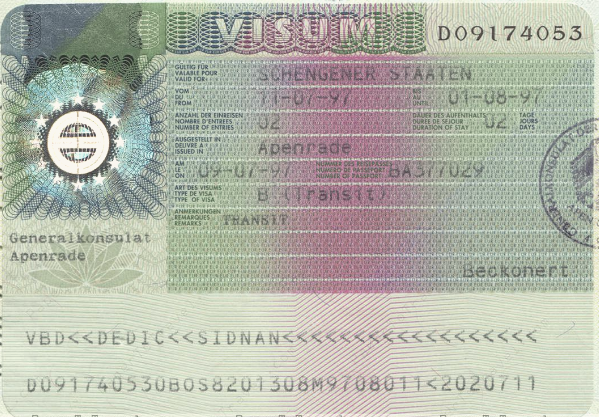 VISUM
D09174053
GÜLTIG FÜR
VALABLE POUR
VALID FOR:
SCHENGENER STAATEN
VOM
DU
FROM
11-07-97
BIS
AU
UNTIL
01-08-97
ANZAHL DER EINREISEN
NOMBRE D'ENTREES
NUMBER OF ENTRIES
02
DAUER DES AUFENTHALTS
DUREE DE SEJOUR
DURATION OF STAY
02
TAGE
JOURS
DAYS
AUSGESTELLT IN
DELIVRE A
ISSUED IN
Apenrade
AM
LE
ON
09-07-97
NUMMER DES REISEPASSES
NUMERO DE PASSEPORT
NUMBER OF PASSPORT
BA377029
ART DES VISUMS
TYPE DE VISA
TYPE OF VISA
B (Transit)
ANMERKUNGEN
REMARQUES
REMARKS
TRANSIT
Generalkonsulat
Apenrade
Beckonert
VBD<<DEDIC<<SIDNAN<<<<<<<<<<<<<<<<<<
D091740530BOS8201308M9708011<2020711